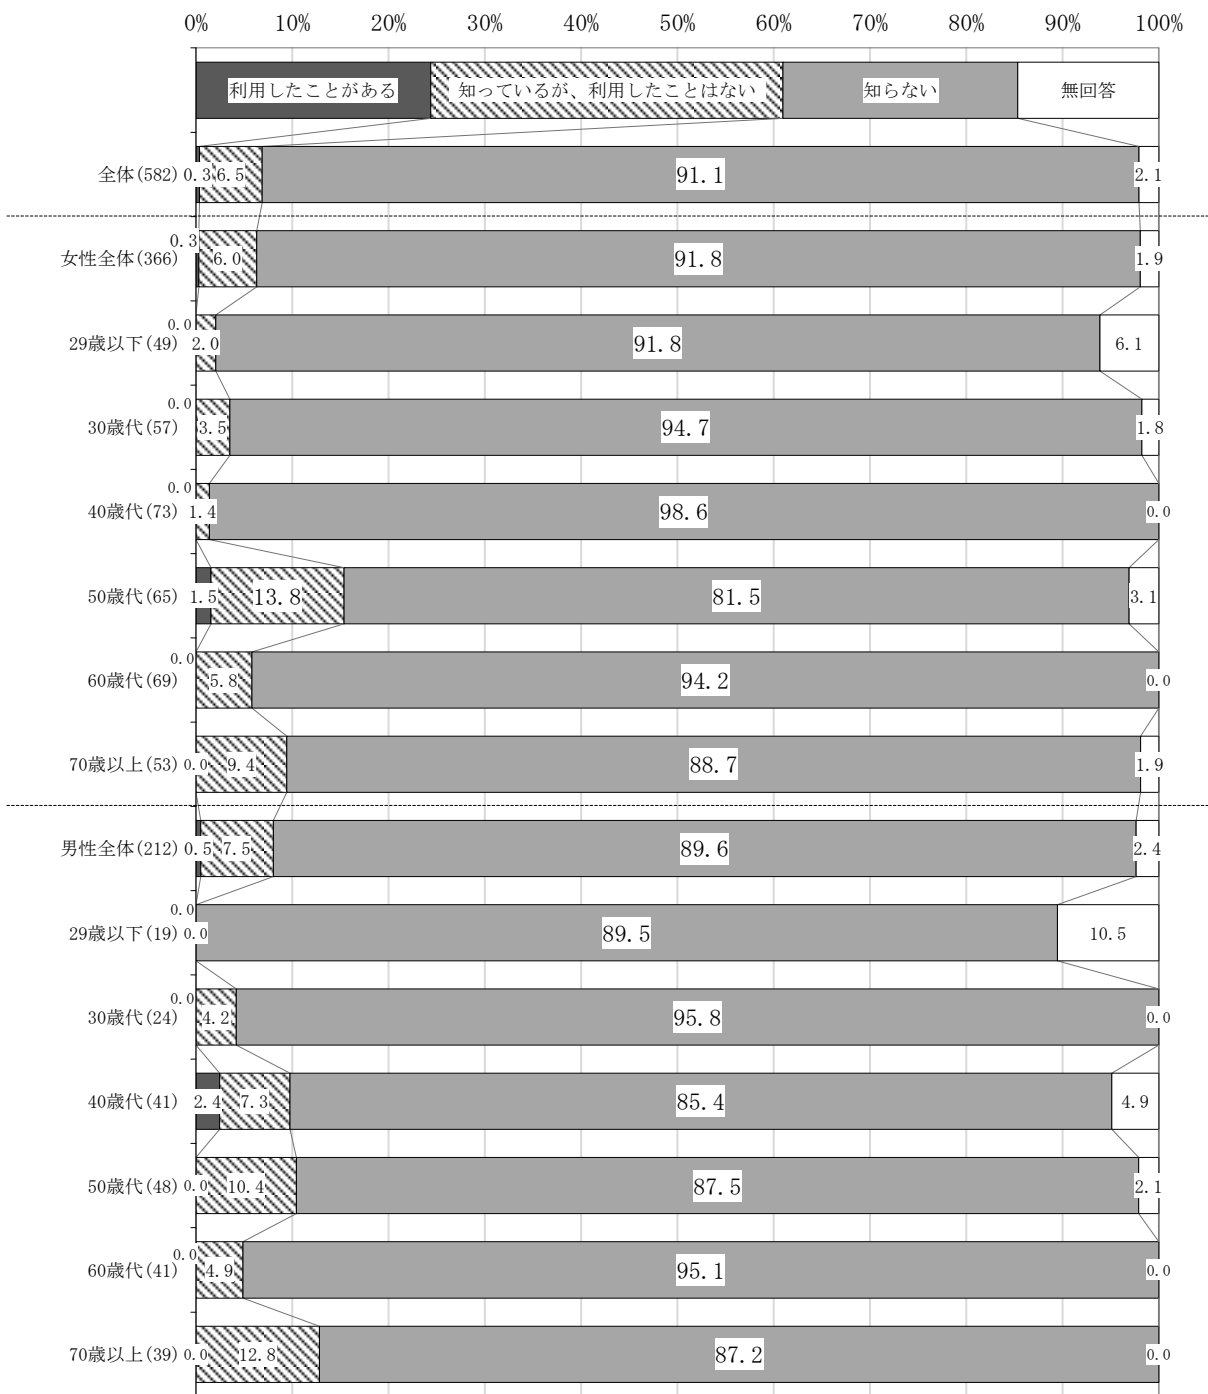 0% 10% 20% 30% 40% 50% 60% 70% 80% 90% 100%
利用したことがある 知っているが、利用したことはない 知らない 無回答
全体(582) 0.3 6.5 91.1 2.1
女性全体(366) 0.3 6.0 91.8 1.9
29歳以下(49) 0.0 2.0 91.8 6.1
30歳代(57) 0.0 3.5 94.7 1.8
40歳代(73) 0.0 1.4 98.6 0.0
50歳代(65) 1.5 13.8 81.5 3.1
60歳代(69) 0.0 5.8 94.2 0.0
70歳以上(53) 0.0 9.4 88.7 1.9
男性全体(212) 0.5 7.5 89.6 2.4
29歳以下(19) 0.0 0.0 89.5 10.5
30歳代(24) 0.0 4.2 95.8 0.0
40歳代(41) 2.4 7.3 85.4 4.9
50歳代(48) 0.0 10.4 87.5 2.1
60歳代(41) 0.0 4.9 95.1 0.0
70歳以上(39) 0.0 12.8 87.2 0.0